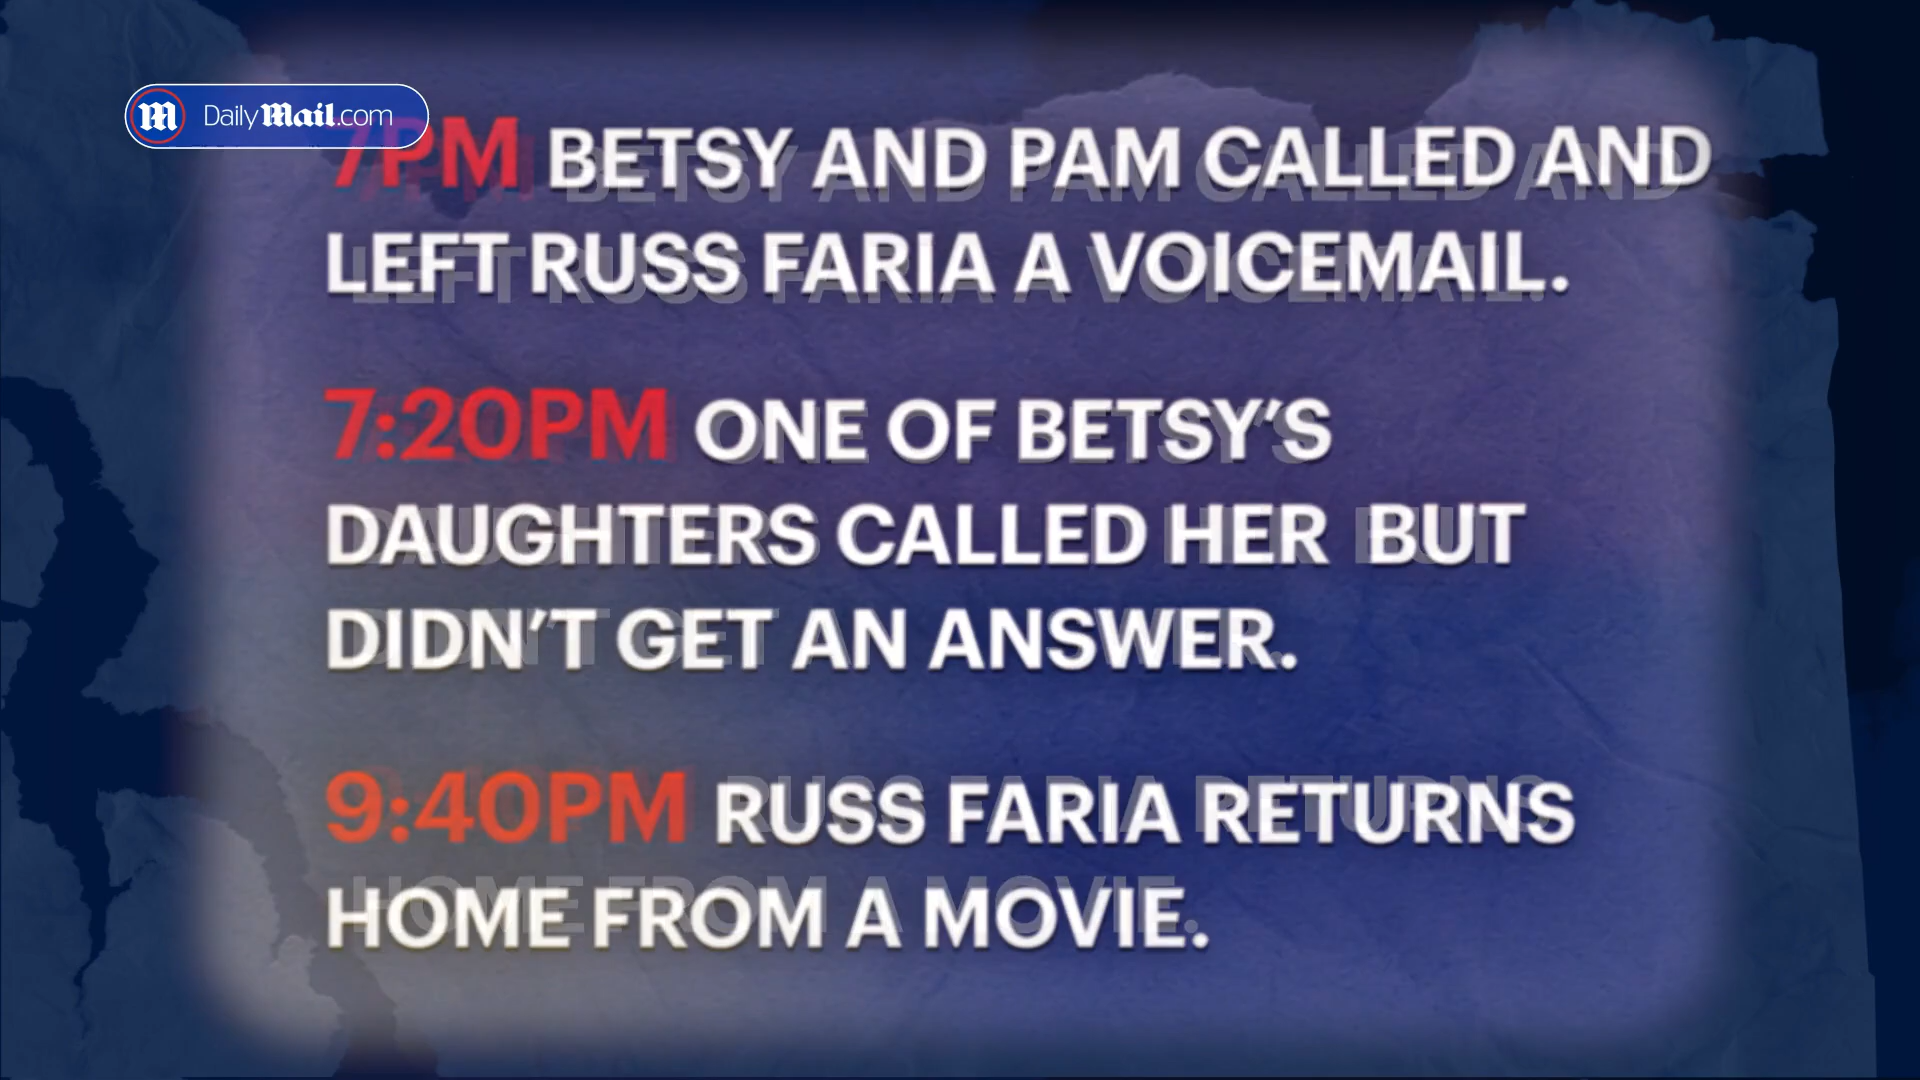 DailyMail.com
7PM BETSY AND PAM CALLED AND
LEFT RUSS FARIA A VOICEMAIL.
7:20PM ONE OF BETSY'S
DAUGHTERS CALLED HER BUT
DIDN'T GET AN ANSWER.
9:40PM RUSS FARIA RETURNS
HOME FROM A MOVIE.